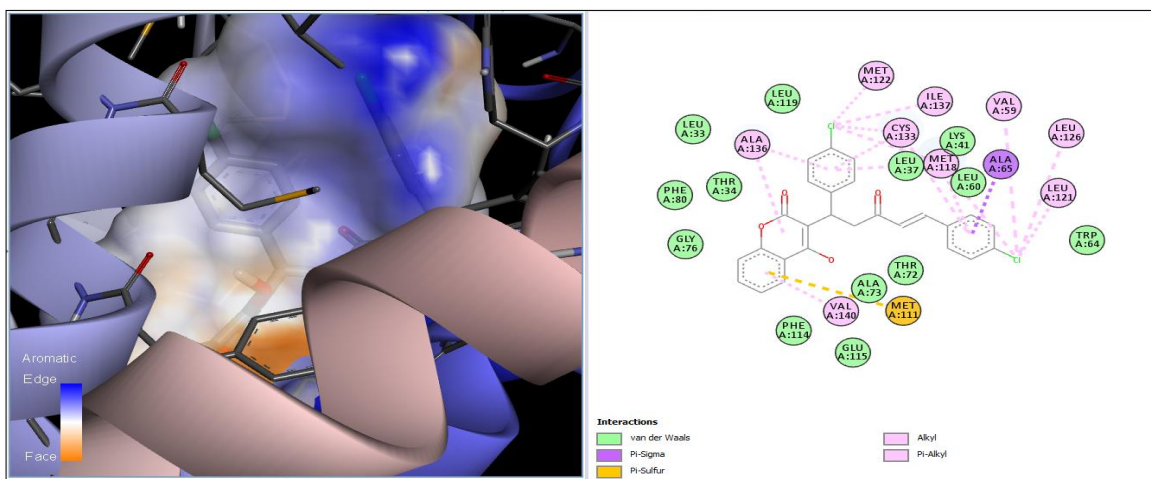 Aromatic
Edge
Face
MET
A:122
LEU
A:119
ILE
A:137
VAL
A:59
LEU
A:33
Cl
CYS
A:133
LYS
A:41
LEU
A:126
ALA
A:136
LEU
A:37
MET
A:118
ALA
A:65
LEU
A:60
LEU
A:121
PHE
A:80
THR
A:34
O
O
O
GLY
A:76
TRP
A:64
Cl
O
THR
A:72
ALA
A:73
VAL
A:140
MET
A:111
PHE
A:114
GLU
A:115
Interactions
van der Waals
Pi-Sigma
Pi-Sulfur
Alkyl
Pi-Alkyl